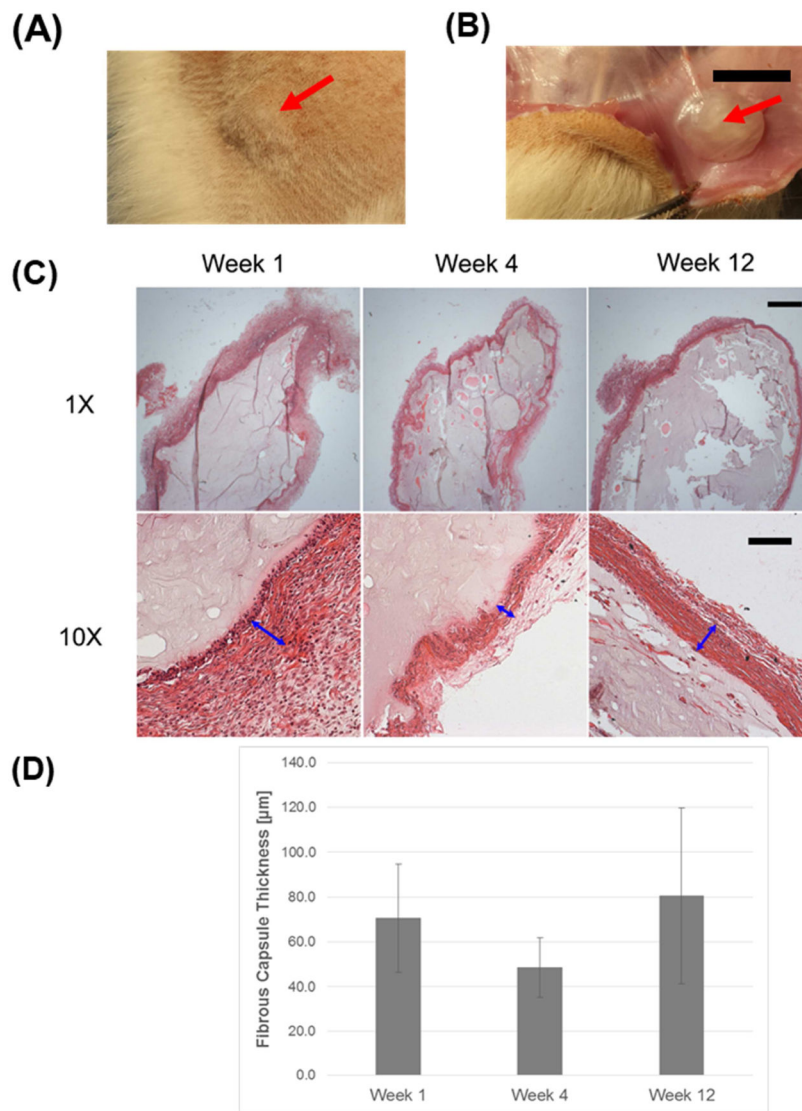 (A)
(B)
(C)
Week 1
Week 4
Week 12
1X
10X
(D)
Fibrous Capsule Thickness [µm]
140.0
120.0
100.0
80.0
60.0
40.0
20.0
0.0
Week 1
Week 4
Week 12